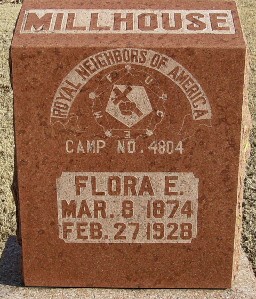 MILLHOUSE
ROYAL NEIGHBORS OF AMERICA
CAMP NO. 4804
FLORA E.
MAR. 8 1874
FEB. 27 1928